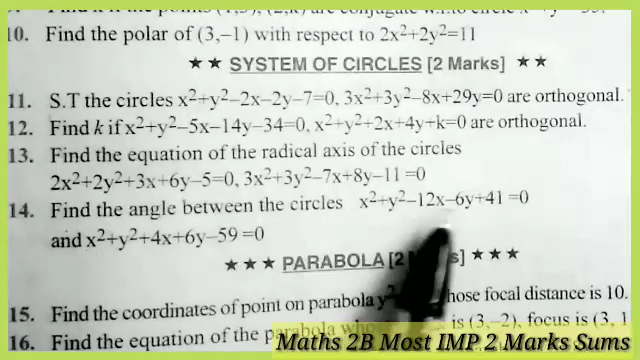 10. Find the polar of (3,−1) with respect to 2x²+2y²=11
★ ★ SYSTEM OF CIRCLES [2 Marks] ★ ★
11. S.T the circles x²+y²−2x−2y−7=0, 3x²+3y²−8x+29y=0 are orthogonal.
12. Find k if x²+y²−5x−14y−34=0, x²+y²+2x+4y+k=0 are orthogonal.
13. Find the equation of the radical axis of the circles
2x²+2y²+3x+6y−5=0, 3x²+3y²−7x+8y−11 =0
14. Find the angle between the circles x²+y²−12x−6y+41 =0
and x²+y²+4x+6y−59 =0
★ ★ ★ PARABOLA [2 s] ★ ★ ★
15. Find the coordinates of point on parabola y² hose focal distance is 10.
16. Find the equation of the parabola who is (3,−2), focus is (3, 1
Maths 2B Most IMP 2 Marks Sums